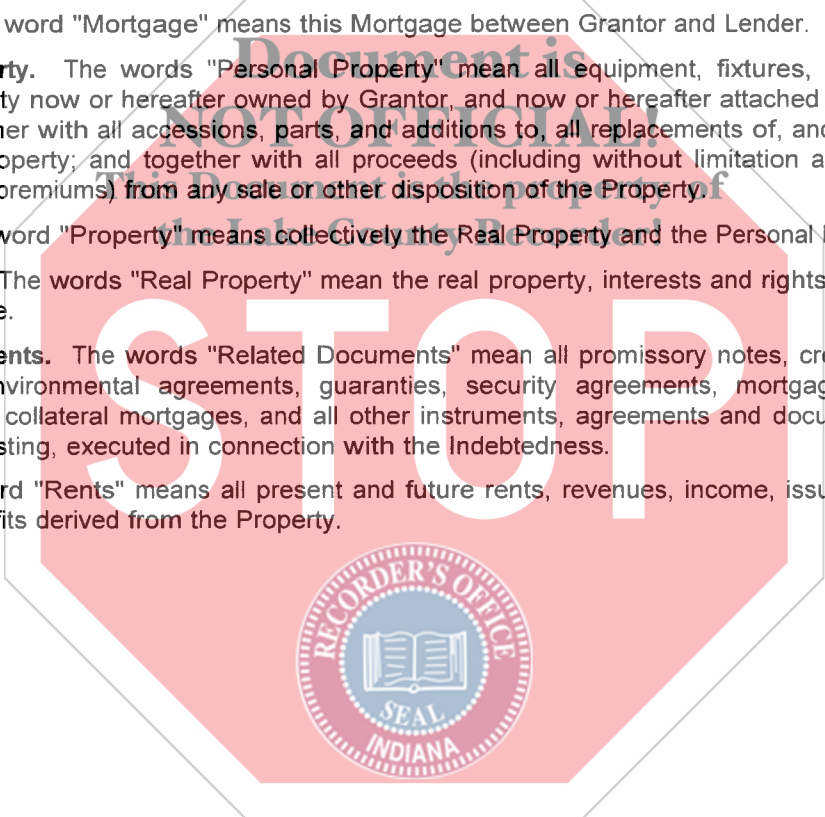 word "Mortgage" means this Mortgage between Grantor and Lender.
Document is
rty. The words "Personal Property" mean all equipment, fixtures,
ty now or hereafter owned by Grantor, and now or hereafter attached
NOT OFFICIAL!
er with all accessions, parts, and additions to, all replacements of, and
operty; and together with all proceeds (including without limitation a
premiums) from any sale or other disposition of the Property.
This Document is the property of
the Lake County Recorder!
word "Property" means collectively the Real Property and the Personal
The words "Real Property" mean the real property, interests and rights
e.
STOP
ents. The words "Related Documents" mean all promissory notes, cre
nvironmental agreements, guaranties, security agreements, mortgag
collateral mortgages, and all other instruments, agreements and docu
sting, executed in connection with the Indebtedness.
rd "Rents" means all present and future rents, revenues, income, issu
its derived from the Property.
RECORDER'S OFFICE
SEAL
INDIANA